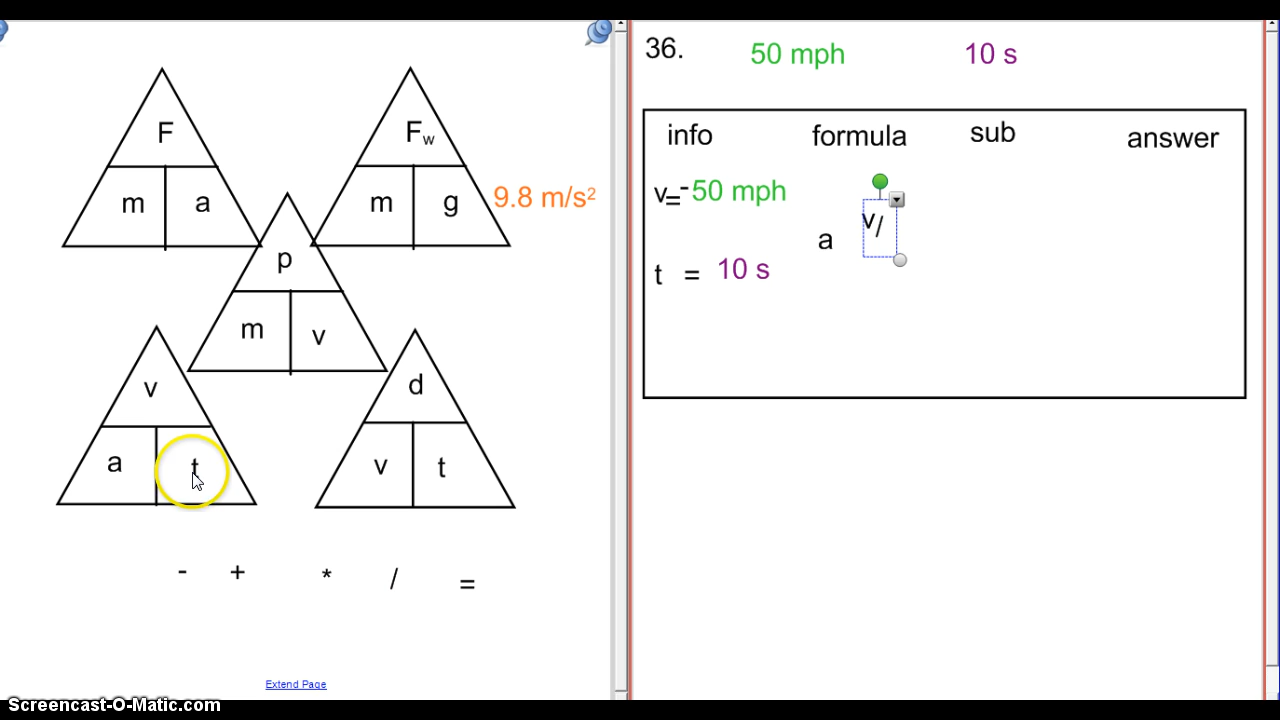 F
m a
Fw
m g 9.8 m/s²
p
m v
v
a t
d
v t
- + * / =
Extend Page
36. 50 mph 10 s
info formula sub answer
v=-50 mph
a v/
t = 10 s
Screencast-O-Matic.com